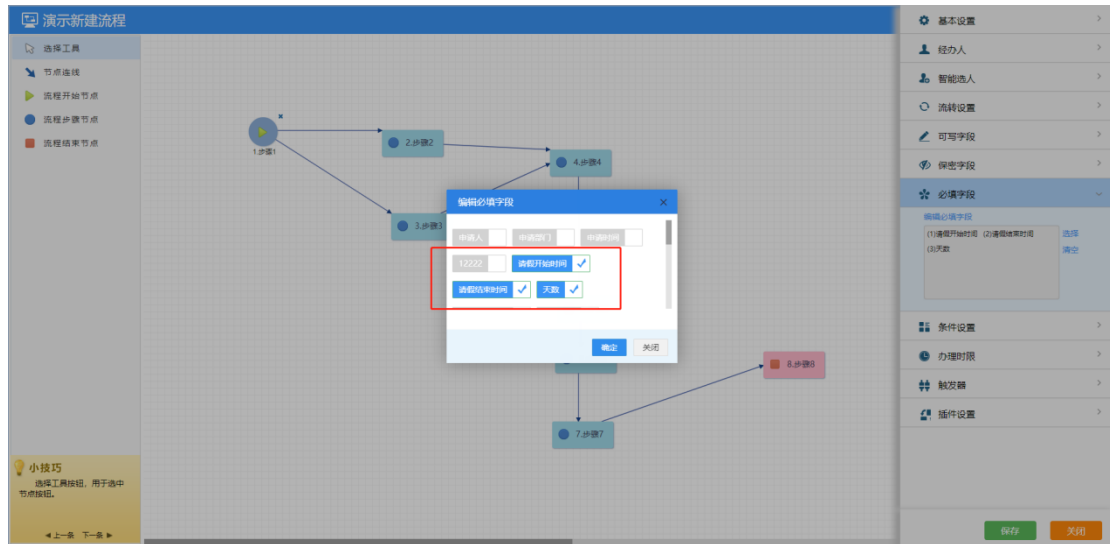 演示新建流程
选择工具
节点连线
流程开始节点
流程步骤节点
流程结束节点
1.步骤1
2.步骤2
3.步骤3
4.步骤4
7.步骤7
8.步骤8
编辑必填字段
申请人 申请部门 申请时间
12222 请假开始时间
请假结束时间 天数
确定 关闭
基本设置
经办人
智能选人
流转设置
可写字段
保密字段
必填字段
编辑必填字段
(1)请假开始时间 (2)请假结束时间 选择
(3)天数 清空
条件设置
办理时限
触发器
插件设置
保存 关闭
小技巧
选择工具按钮，用于选中
节点按钮。
上一条 下一条